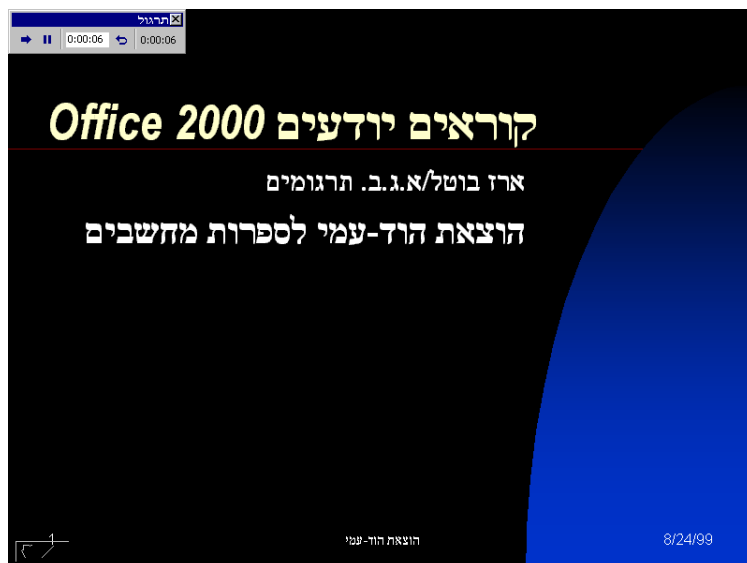 תרגול
0:00:06 0:00:06
קוראים יודעים Office 2000
ארז בוטל/א.ג.ב. תרגומים
הוצאת הוד-עמי לספרות מחשבים
1
הוצאת הוד-עמי
8/24/99